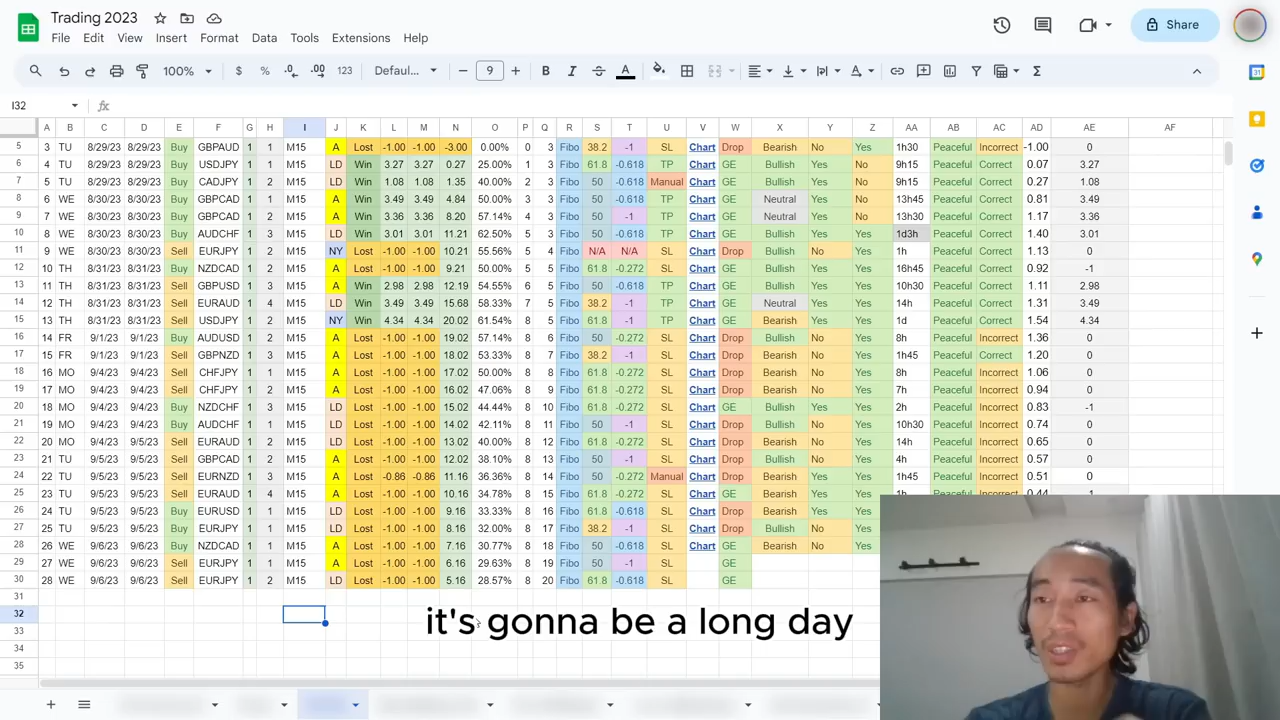 Trading 2023
File Edit View Insert Format Data Tools Extensions Help
Share
100% $ % .0 .00 123 Defaul... 9 B I A Σ
I32 fx
A B C D E F G H I J K L M N O P Q R S T U V W X Y Z AA AB AC AD AE AF
5 3 TU 8/29/23 8/29/23 Buy GBPAUD 1 1 M15 A Lost -1.00 -1.00 -3.00 0.00% 0 3 Fibo 38.2 -1 SL Chart Drop Bearish No Yes 1h30 Peaceful Incorrect -1.00 0
6 4 TU 8/29/23 8/29/23 Buy USDJPY 1 1 M15 LD Win 3.27 3.27 0.27 25.00% 1 3 Fibo 61.8 -0.618 TP Chart GE Bullish Yes No 9h15 Peaceful Correct 0.07 3.27
7 5 TU 8/29/23 8/29/23 Buy CADJPY 1 2 M15 LD Win 1.08 1.08 1.35 40.00% 2 3 Fibo 50 -0.618 Manual Chart GE Bullish Yes No 9h15 Peaceful Correct 0.27 1.08
8 6 WE 8/30/23 8/30/23 Buy GBPCAD 1 1 M15 A Win 3.49 3.49 4.84 50.00% 3 3 Fibo 50 -0.618 TP Chart GE Neutral Yes No 13h45 Peaceful Correct 0.81 3.49
9 7 WE 8/30/23 8/30/23 Buy GBPCAD 1 2 M15 A Win 3.36 3.36 8.20 57.14% 4 3 Fibo 50 -1 TP Chart GE Neutral Yes No 13h30 Peaceful Correct 1.17 3.36
10 8 WE 8/30/23 8/30/23 Buy AUDCHF 1 3 M15 LD Win 3.01 3.01 11.21 62.50% 5 3 Fibo 50 -0.618 TP Chart GE Bullish Yes Yes 1d3h Peaceful Correct 1.40 3.01
11 9 WE 8/30/23 8/30/23 Sell EURJPY 1 2 M15 NY Lost -1.00 -1.00 10.21 55.56% 5 4 Fibo N/A N/A SL Chart Drop Bullish No Yes 1h Peaceful Incorrect 1.13 0
12 10 TH 8/31/23 8/31/23 Buy NZDCAD 1 2 M15 A Lost -1.00 -1.00 9.21 50.00% 5 5 Fibo 61.8 -0.272 SL Chart GE Bullish Yes Yes 16h45 Peaceful Correct 0.92 -1
13 11 TH 8/31/23 8/31/23 Buy GBPUSD 1 3 M15 A Win 2.98 2.98 12.19 54.55% 6 5 Fibo 50 -0.618 TP Chart GE Bullish Yes Yes 10h30 Peaceful Correct 1.11 2.98
14 12 TH 8/31/23 8/31/23 Sell EURAUD 1 4 M15 LD Win 3.49 3.49 15.68 58.33% 7 5 Fibo 38.2 -1 TP Chart GE Neutral Yes Yes 14h Peaceful Correct 1.31 3.49
15 13 TH 8/31/23 8/31/23 Sell USDJPY 1 2 M15 NY Win 4.34 4.34 20.02 61.54% 8 5 Fibo 50 -1 TP Chart GE Bearish Yes Yes 1d Peaceful Correct 1.54 4.34
16 14 FR 9/1/23 9/1/23 Buy AUDUSD 1 2 M15 A Lost -1.00 -1.00 19.02 57.14% 8 6 Fibo 50 -0.272 SL Chart Drop Bearish No Yes 8h Peaceful Incorrect 1.36 0
17 15 FR 9/1/23 9/1/23 Sell GBPNZD 1 2 M15 A Lost -1.00 -1.00 18.02 53.33% 8 7 Fibo 38.2 -1 SL Chart Drop Bearish No Yes 1h45 Peaceful Correct 1.20 0
18 16 MO 9/4/23 9/4/23 Sell CHFJPY 1 1 M15 A Lost -1.00 -1.00 17.02 50.00% 8 8 Fibo 50 -0.272 SL Chart Drop Bearish No Yes 8h Peaceful Incorrect 1.06 0
19 17 MO 9/4/23 9/4/23 Sell CHFJPY 1 2 M15 A Lost -1.00 -1.00 16.02 47.06% 8 9 Fibo 50 -0.272 SL Chart Drop Bearish No Yes 7h Peaceful Incorrect 0.94 0
20 18 MO 9/4/23 9/4/23 Buy NZDCHF 1 3 M15 LD Lost -1.00 -1.00 15.02 44.44% 8 10 Fibo 61.8 -0.272 SL Chart GE Bullish Yes Yes 2h Peaceful Incorrect 0.83 -1
21 19 MO 9/4/23 9/4/23 Buy AUDCHF 1 1 M15 LD Lost -1.00 -1.00 14.02 42.11% 8 11 Fibo 50 -0.272 SL Chart Drop Bullish No Yes 10h30 Peaceful Incorrect 0.74 0
22 20 MO 9/4/23 9/5/23 Sell EURAUD 1 2 M15 LD Lost -1.00 -1.00 13.02 40.00% 8 12 Fibo 61.8 -0.272 SL Chart Drop Bearish No Yes 14h Peaceful Incorrect 0.65 0
23 21 TU 9/5/23 9/5/23 Buy GBPAUD 1 2 M15 A Lost -1.00 -1.00 12.02 38.10% 8 13 Fibo 50 -0.272 SL Chart Drop Bullish No Yes 4h Peaceful Incorrect 0.57 0
24 22 TU 9/5/23 9/5/23 Sell EURNZD 1 3 M15 A Lost -0.86 -0.86 11.16 36.36% 8 14 Fibo 50 -0.272 Manual Chart Drop Bearish Yes Yes 1h45 Peaceful Incorrect 0.51 0
25 23 TU 9/5/23 9/5/23 Sell EURAUD 1 4 M15 A Lost -1.00 -1.00 10.16 34.78% 8 15 Fibo 50 -0.272 SL Chart GE Bearish Yes Yes
26 24 TU 9/5/23 9/5/23 Buy EURUSD 1 1 M15 LD Lost -1.00 -1.00 9.16 33.33% 8 16 Fibo 61.8 -0.618 SL Chart Drop Bearish Yes Yes
27 25 TU 9/5/23 9/5/23 Buy EURJPY 1 1 M15 NY Lost -1.00 -1.00 8.16 32.00% 8 17 Fibo 38.2 -1 SL Chart Drop Bullish No Yes
28 26 WE 9/6/23 9/6/23 Buy NZDCAD 1 1 M15 A Lost -1.00 -1.00 7.16 30.77% 8 18 Fibo 50 -0.618 SL Chart GE Bearish No Yes
29 27 WE 9/6/23 9/6/23 Sell EURJPY 1 1 M15 A Lost -1.00 -1.00 6.16 29.63% 8 19 Fibo 50 -0.618 SL GE
30 28 WE 9/6/23 9/6/23 Sell EURJPY 1 2 M15 LD Lost -1.00 -1.00 5.16 28.57% 8 20 Fibo 61.8 -0.618 SL GE
31
32
33
34
35
it's gonna be a long day